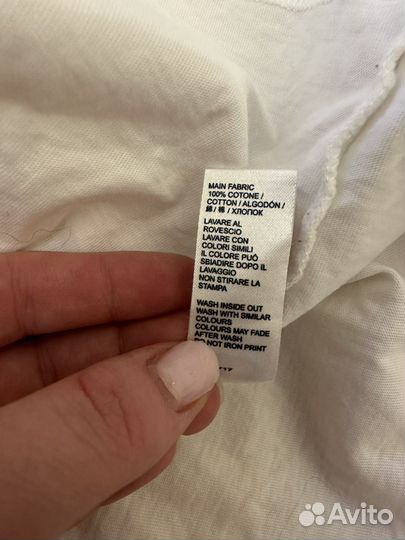 MAIN FABRIC
100% COTONE /
COTTON / ALGODÓN /
綿 / 棉 / ХЛОПОК
LAVARE AL
ROVESCIO
LAVARE CON
COLORI SIMILI
IL COLORE PUÒ
SBIADIRE DOPO IL
LAVAGGIO
NON STIRARE LA
STAMPA
WASH INSIDE OUT
WASH WITH SIMILAR
COLOURS
COLOURS MAY FADE
AFTER WASH
DO NOT IRON PRINT
Avito